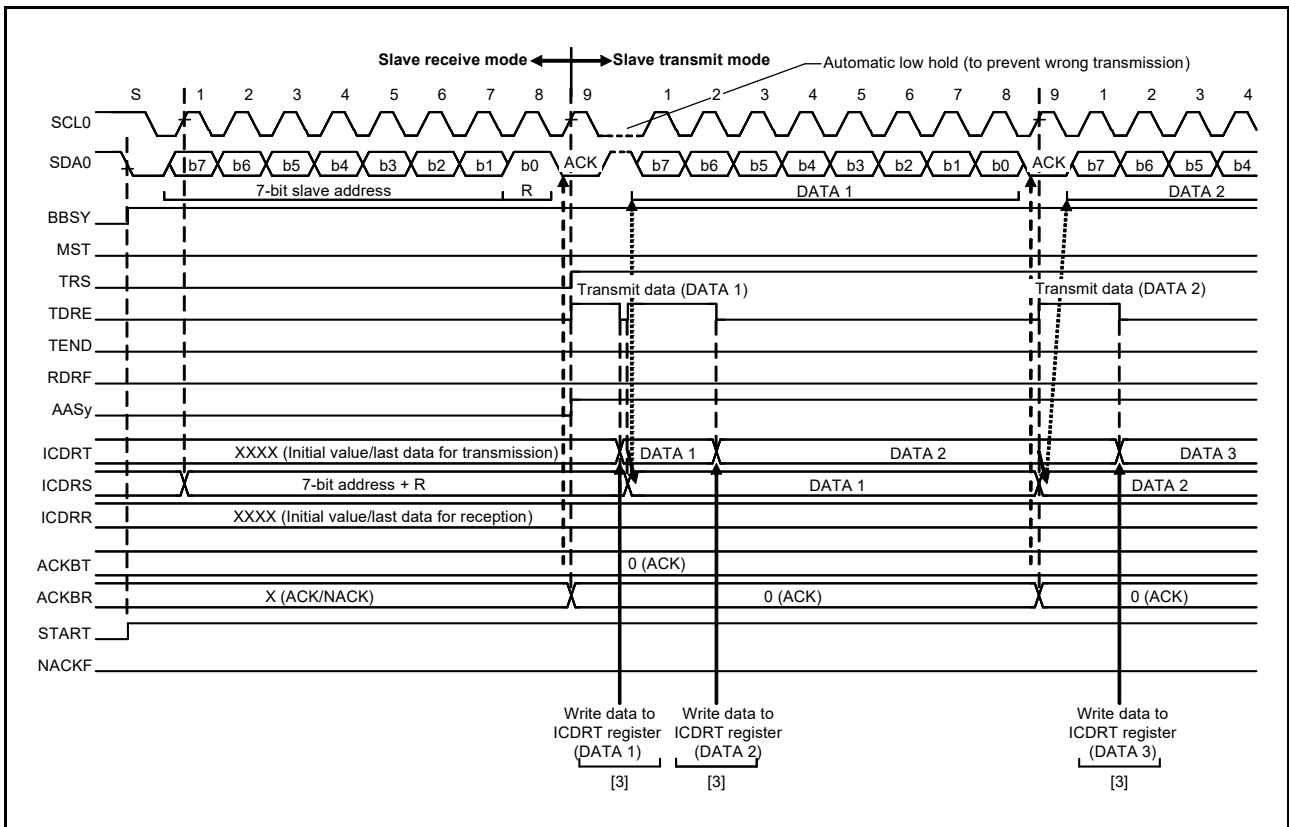 Slave receive mode Slave transmit mode
Automatic low hold (to prevent wrong transmission)
S 1 2 3 4 5 6 7 8 9 1 2 3 4 5 6 7 8 9 1 2 3 4
SCL0
SDA0 b7 b6 b5 b4 b3 b2 b1 b0 ACK b7 b6 b5 b4 b3 b2 b1 b0 ACK b7 b6 b5 b4
7-bit slave address R DATA 1 DATA 2
BBSY
MST
TRS
Transmit data (DATA 1) Transmit data (DATA 2)
TDRE
TEND
RDRF
AASy
ICDRT XXXX (Initial value/last data for transmission) DATA 1 DATA 2 DATA 3
ICDRS 7-bit address + R DATA 1 DATA 2
ICDRR XXXX (Initial value/last data for reception)
ACKBT 0 (ACK)
ACKBR X (ACK/NACK) 0 (ACK) 0 (ACK)
START
NACKF
Write data to ICDRT register (DATA 1) [3]
Write data to ICDRT register (DATA 2) [3]
Write data to ICDRT register (DATA 3) [3]